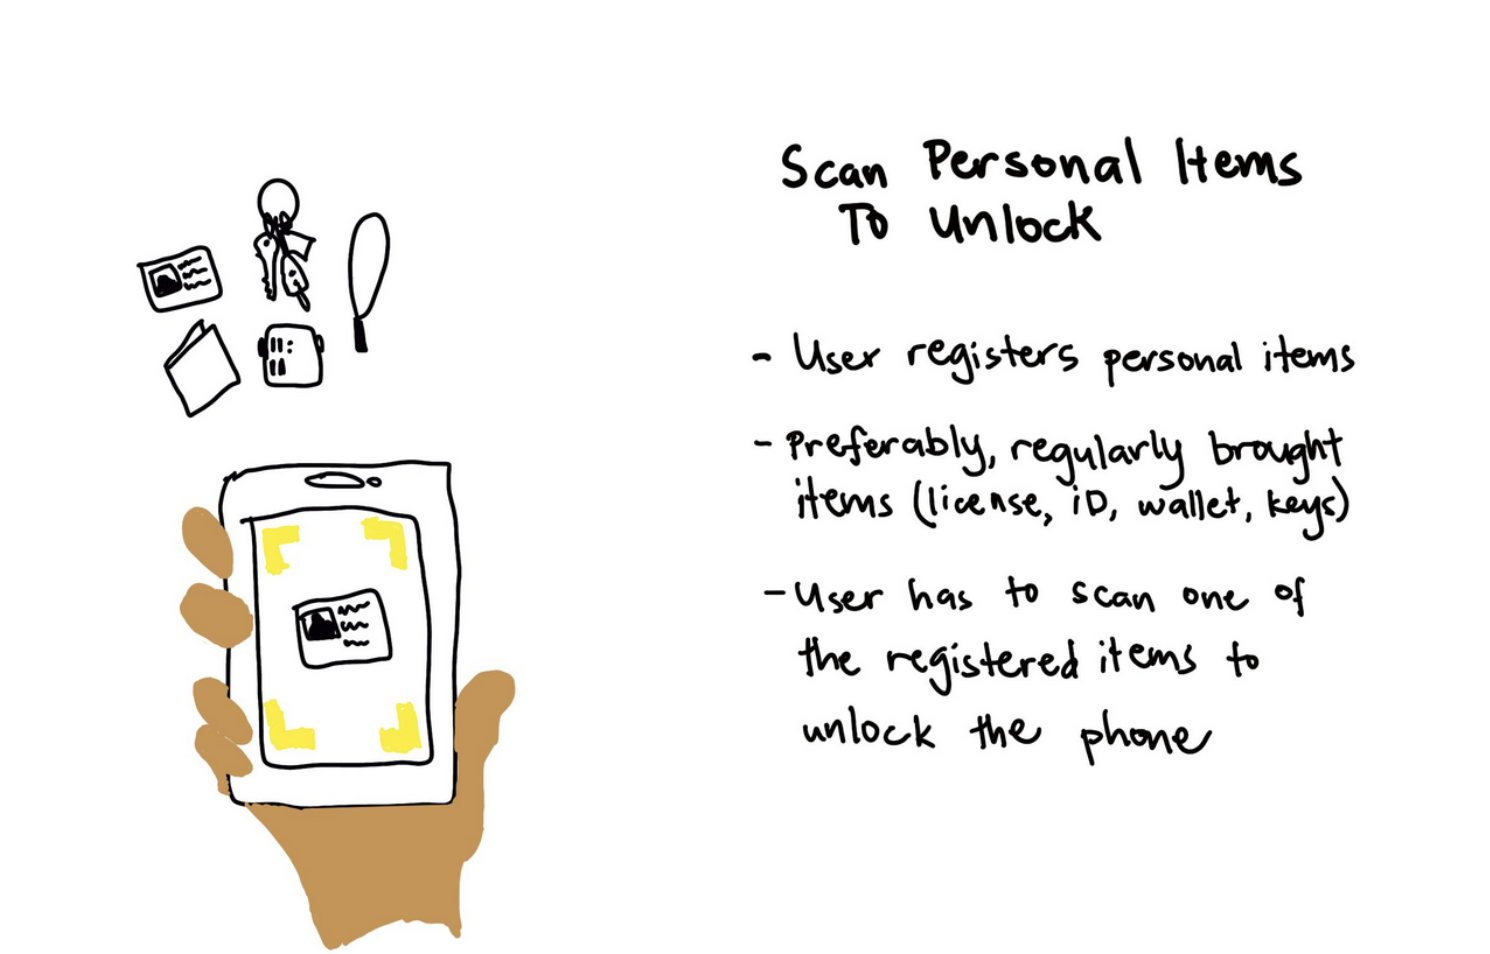 Scan Personal Items
To Unlock
- User registers personal items
- Preferably, regularly brought
items (license, iD, wallet, keys)
- User has to scan one of
the registered items to
unlock the phone